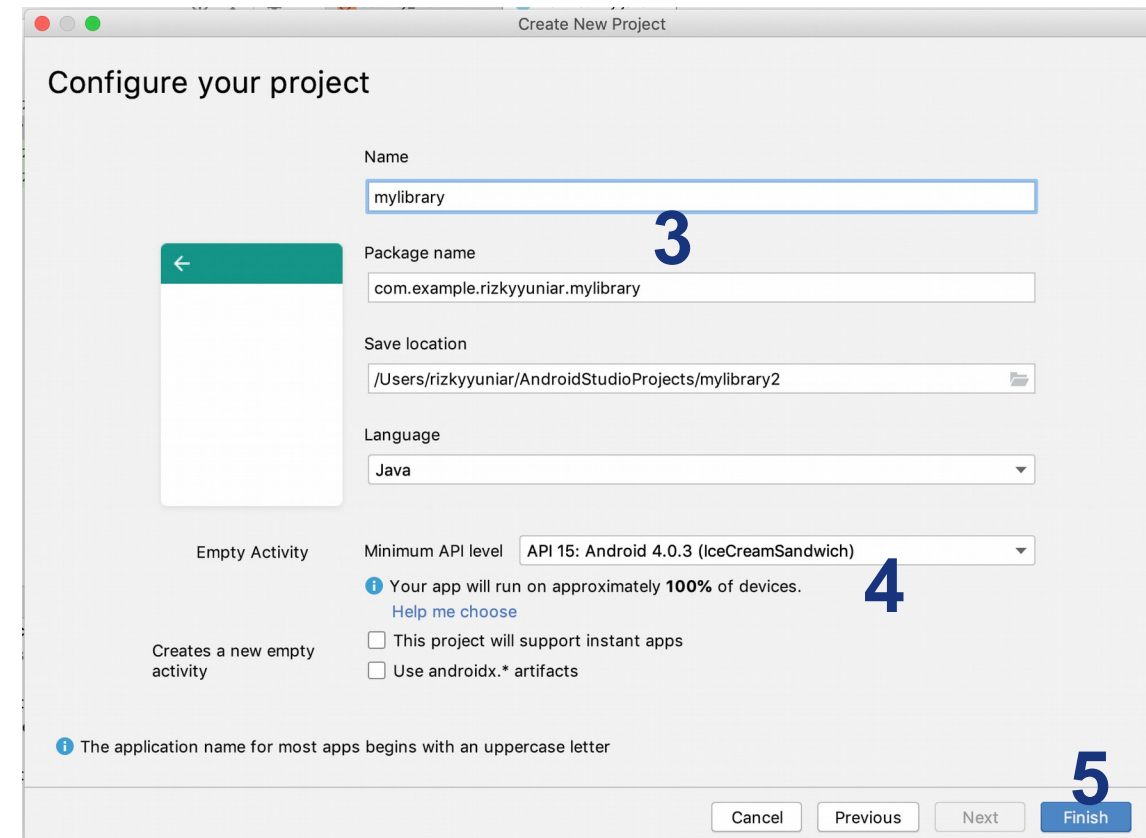 Create New Project
Configure your project
Name
mylibrary
3
Package name
com.example.rizkyyuniar.mylibrary
Save location
/Users/rizkyyuniar/AndroidStudioProjects/mylibrary2
Language
Java
Empty Activity
Minimum API level API 15: Android 4.0.3 (IceCreamSandwich)
4
Your app will run on approximately 100% of devices.
Help me choose
This project will support instant apps
Creates a new empty
activity
Use androidx.* artifacts
The application name for most apps begins with an uppercase letter
5
Cancel Previous Next Finish